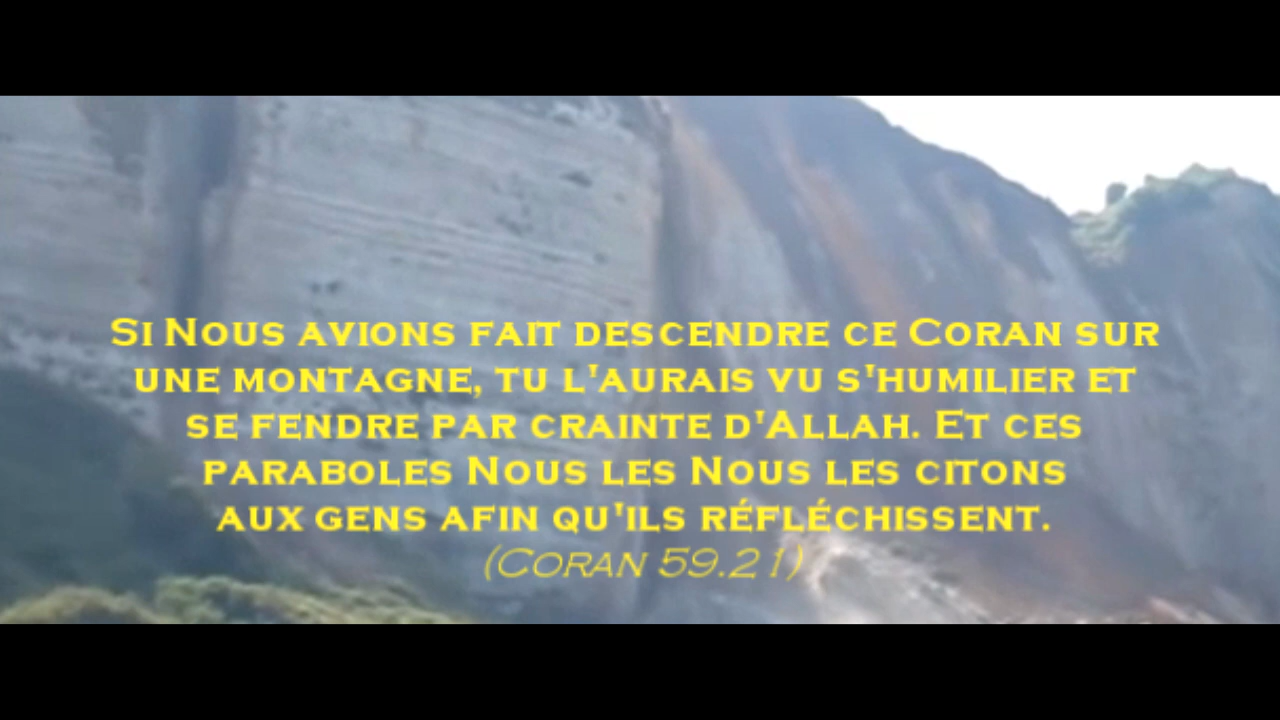 Si Nous avions fait descendre ce Coran sur
une montagne, tu l'aurais vu s'humilier et
se fendre par crainte d'Allah. Et ces
paraboles Nous les Nous les citons
aux gens afin qu'ils réfléchissent.
(Coran 59.21)